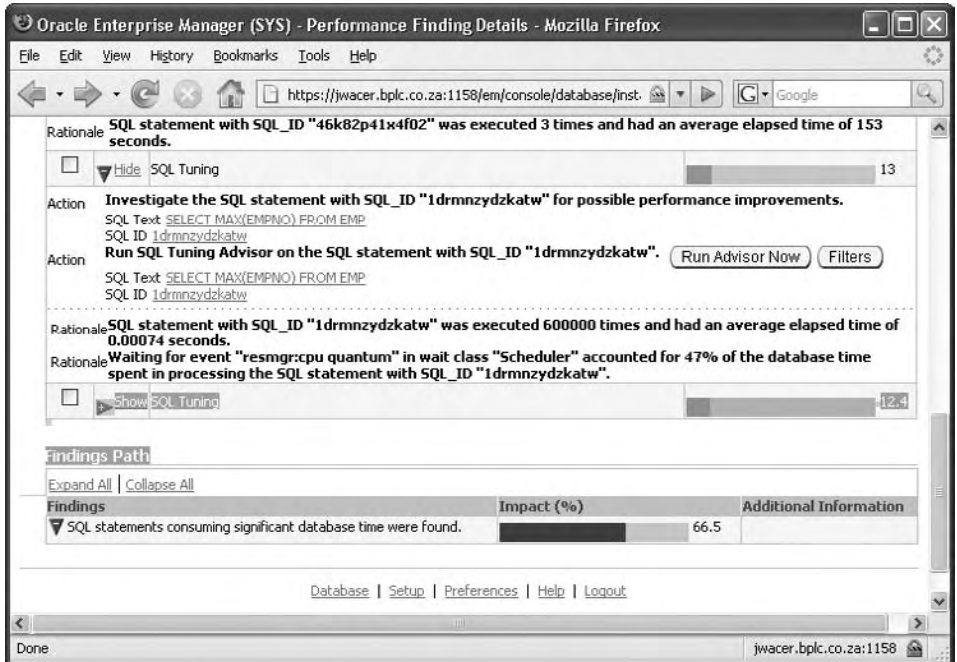 Oracle Enterprise Manager (SYS) - Performance Finding Details - Mozilla Firefox
File Edit View History Bookmarks Tools Help
https://jwacer.bplc.co.za:1158/em/console/database/inst. G Google
Rationale SQL statement with SQL_ID "46k82p41x4f02" was executed 3 times and had an average elapsed time of 153
seconds.
Hide SQL Tuning 13
Action Investigate the SQL statement with SQL_ID "1drmnzydzkatw" for possible performance improvements.
SQL Text SELECT MAX(EMPNO) FROM EMP
SQL ID 1drmnzydzkatw
Action Run SQL Tuning Advisor on the SQL statement with SQL_ID "1drmnzydzkatw". Run Advisor Now Filters
SQL Text SELECT MAX(EMPNO) FROM EMP
SQL ID 1drmnzydzkatw
Rationale SQL statement with SQL_ID "1drmnzydzkatw" was executed 600000 times and had an average elapsed time of
0.00074 seconds.
Rationale Waiting for event "resmgr:cpu quantum" in wait class "Scheduler" accounted for 47% of the database time
spent in processing the SQL statement with SQL_ID "1drmnzydzkatw".
Show SQL Tuning 12.4
Findings Path
Expand All | Collapse All
Findings Impact (%) Additional Information
SQL statements consuming significant database time were found. 66.5
Database | Setup | Preferences | Help | Logout
Done jwacer.bplc.co.za:1158